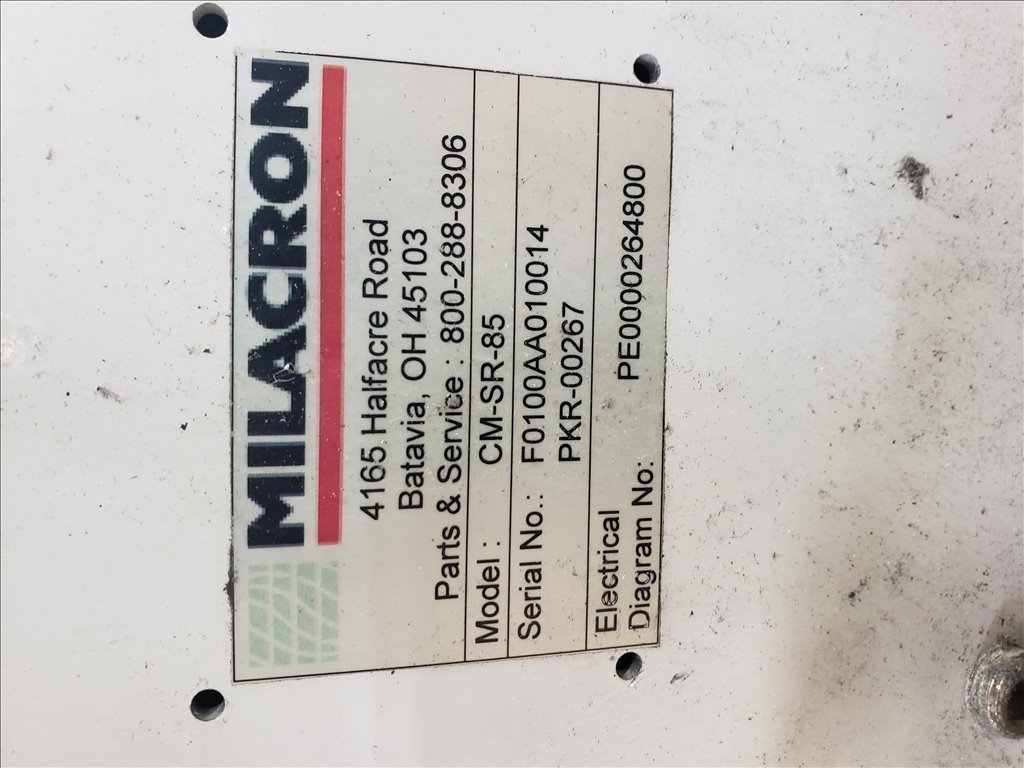 MILACRON
4165 Halfacre Road
Batavia, OH 45103
Parts & Service : 800-288-8306
Model : CM-SR-85
Serial No.: F0100AA010014
PKR-00267
Electrical
Diagram No: PE0000264800